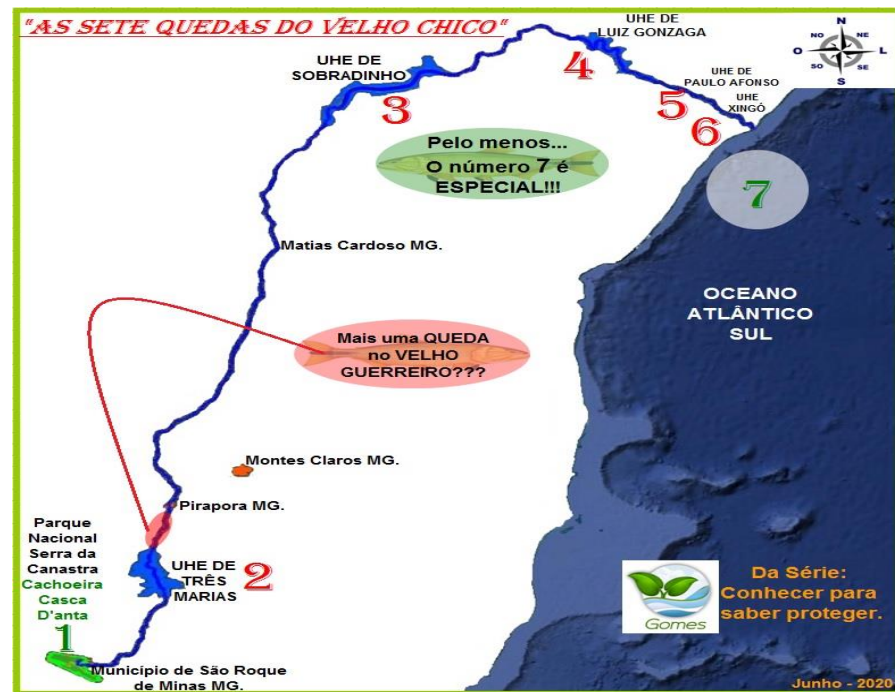 "AS SETE QUEDAS DO VELHO CHICO"
UHE DE
LUIZ GONZAGA
N
NO
NE
O
L
SO
SE
S
UHE DE
SOBRADINHO
4
3
UHE DE
PAULO AFONSO
5
UHE
XINGÓ
6
Pelo menos...
O número 7 é
ESPECIAL!!!
7
Matias Cardoso MG.
OCEANO
ATLÂNTICO
SUL
Mais uma QUEDA
no VELHO
GUERREIRO???
Montes Claros MG.
Pirapora MG.
Parque
Nacional
Serra da
Canastra
Cachoeira
Casca
D'anta
1
UHE DE
TRÊS
MARIAS
2
Município de São Roque
de Minas MG.
Gomes
Da Série:
Conhecer para
saber proteger.
Junho - 2020